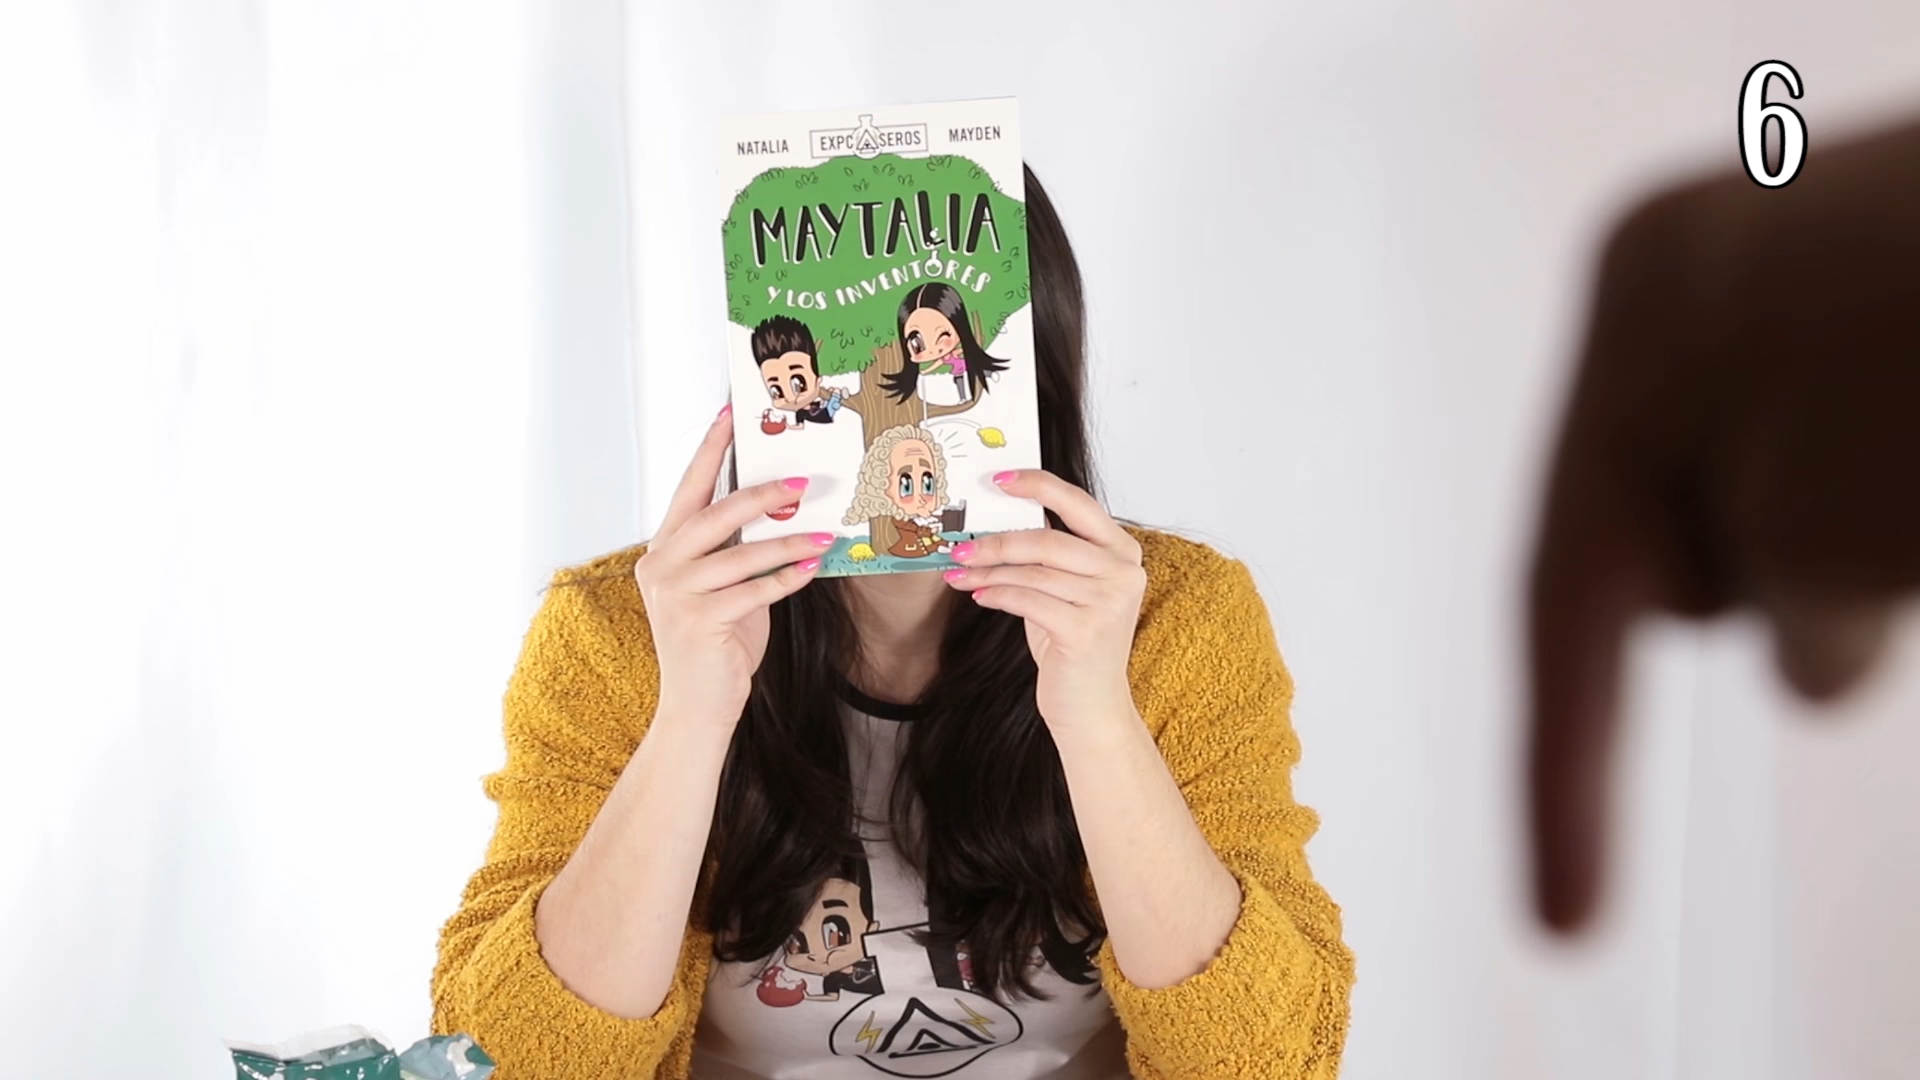 6
NATALIA
EXPCASEROS
MAYDEN
MAYTALIA
Y LOS INVENTORES